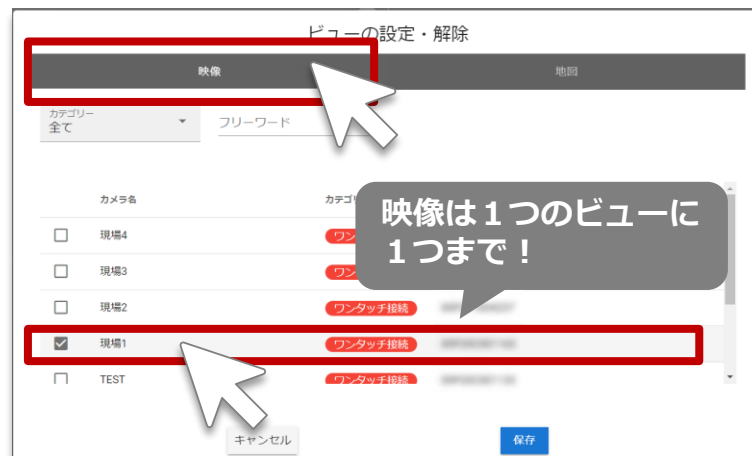 ビューの設定・解除
映像
地図
カテゴリー
全て
フリーワード
カメラ名
カテゴ
映像は１つのビューに
１つまで！
現場4
ワン
現場3
ワン
現場2
ワンタッチ接続
現場1
ワンタッチ接続
TEST
ワンタッチ接続
キャンセル
保存